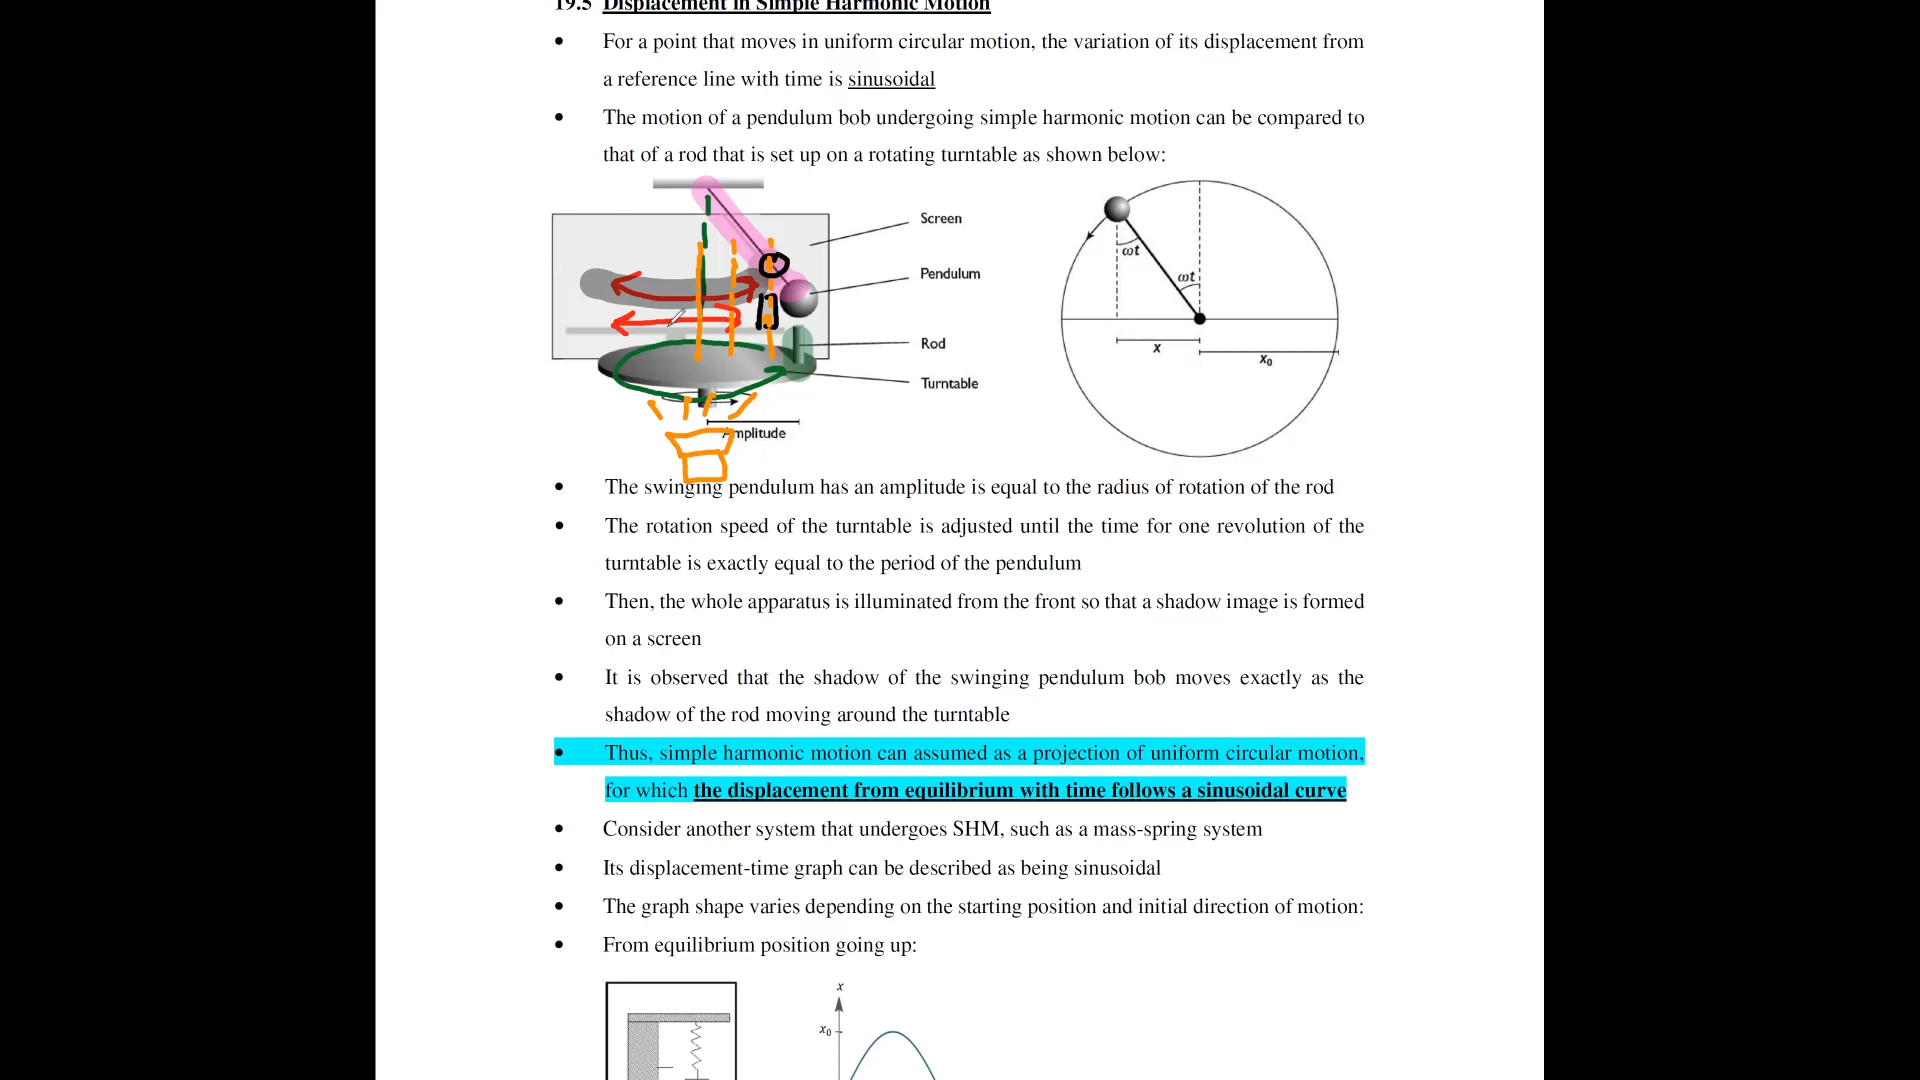 19.5 Displacement in Simple Harmonic Motion
• For a point that moves in uniform circular motion, the variation of its displacement from
a reference line with time is sinusoidal
• The motion of a pendulum bob undergoing simple harmonic motion can be compared to
that of a rod that is set up on a rotating turntable as shown below:
Screen
Pendulum
Rod
Turntable
Amplitude
ωt
ωt
x
x₀
• The swinging pendulum has an amplitude is equal to the radius of rotation of the rod
• The rotation speed of the turntable is adjusted until the time for one revolution of the
turntable is exactly equal to the period of the pendulum
• Then, the whole apparatus is illuminated from the front so that a shadow image is formed
on a screen
• It is observed that the shadow of the swinging pendulum bob moves exactly as the
shadow of the rod moving around the turntable
• Thus, simple harmonic motion can assumed as a projection of uniform circular motion,
for which the displacement from equilibrium with time follows a sinusoidal curve
• Consider another system that undergoes SHM, such as a mass-spring system
• Its displacement-time graph can be described as being sinusoidal
• The graph shape varies depending on the starting position and initial direction of motion:
• From equilibrium position going up:
x
x₀